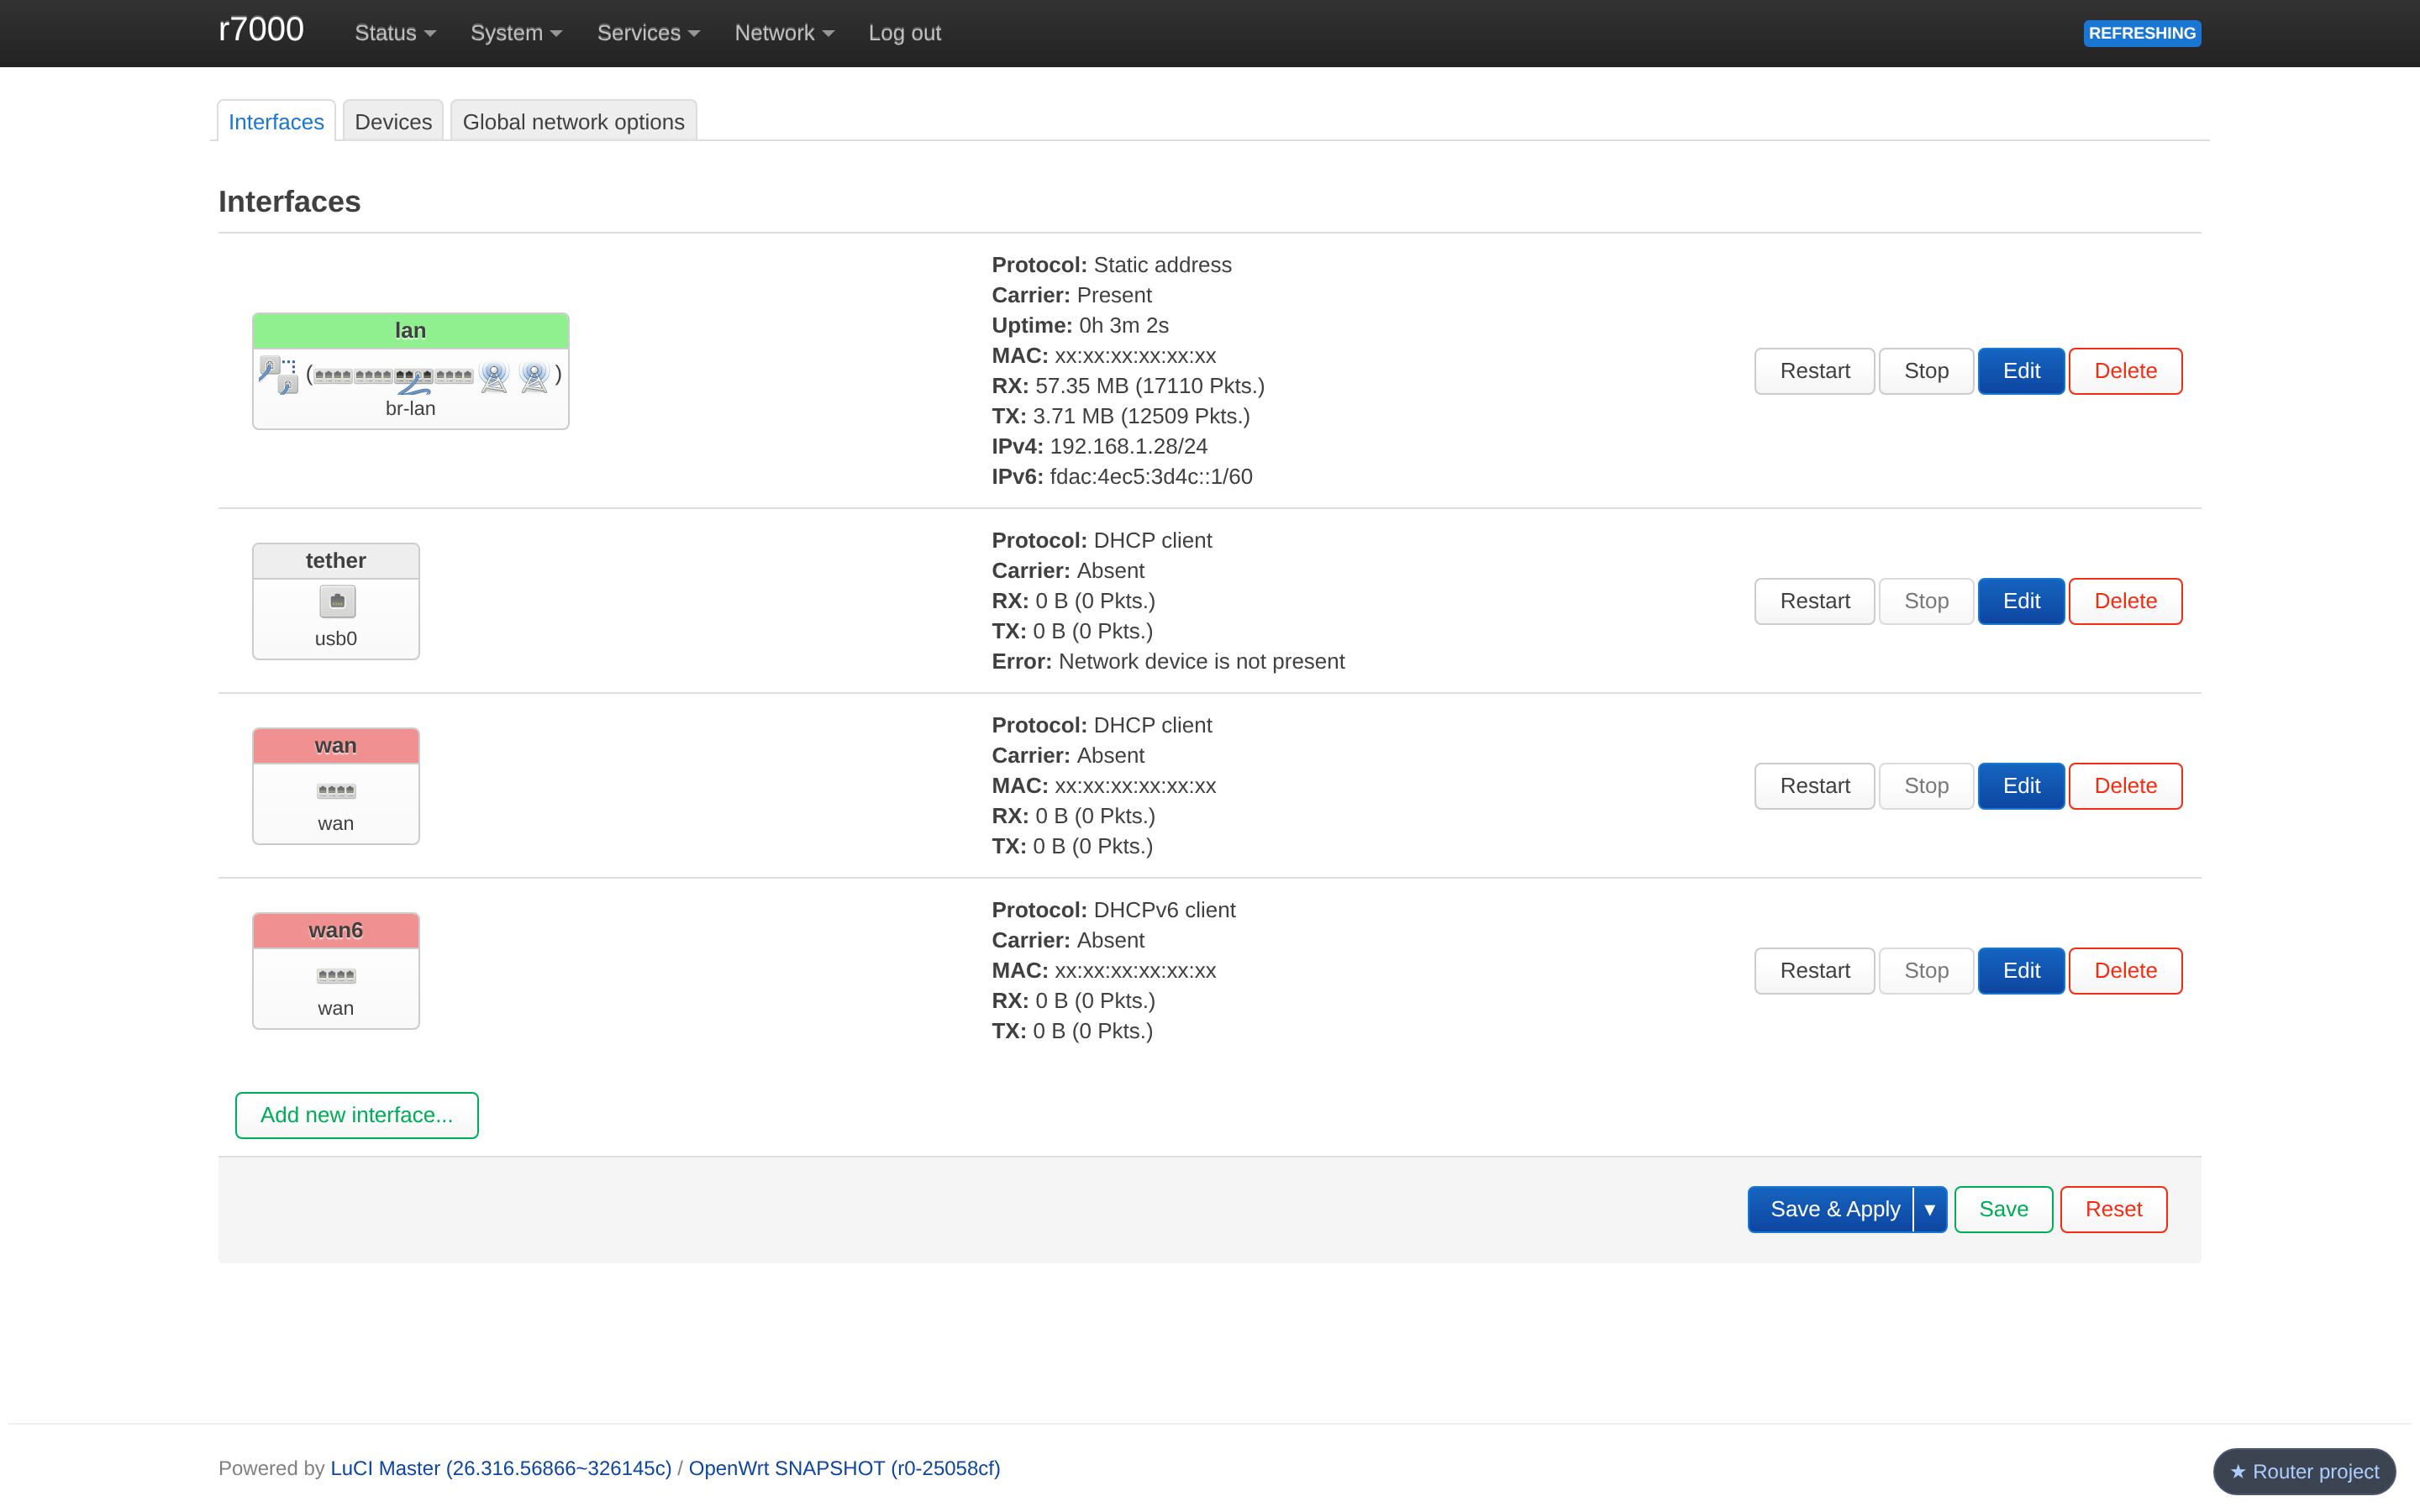 r7000 Status System Services Network Log out REFRESHING
Interfaces Devices Global network options
Interfaces
lan
( )
br-lan
Protocol: Static address
Carrier: Present
Uptime: 0h 3m 2s
MAC: xx:xx:xx:xx:xx:xx
RX: 57.35 MB (17110 Pkts.)
TX: 3.71 MB (12509 Pkts.)
IPv4: 192.168.1.28/24
IPv6: fdac:4ec5:3d4c::1/60
Restart Stop Edit Delete
tether
usb0
Protocol: DHCP client
Carrier: Absent
RX: 0 B (0 Pkts.)
TX: 0 B (0 Pkts.)
Error: Network device is not present
Restart Stop Edit Delete
wan
wan
Protocol: DHCP client
Carrier: Absent
MAC: xx:xx:xx:xx:xx:xx
RX: 0 B (0 Pkts.)
TX: 0 B (0 Pkts.)
Restart Stop Edit Delete
wan6
wan
Protocol: DHCPv6 client
Carrier: Absent
MAC: xx:xx:xx:xx:xx:xx
RX: 0 B (0 Pkts.)
TX: 0 B (0 Pkts.)
Restart Stop Edit Delete
Add new interface...
Save & Apply ▾ Save Reset
Powered by LuCI Master (26.316.56866~326145c) / OpenWrt SNAPSHOT (r0-25058cf)
★ Router project